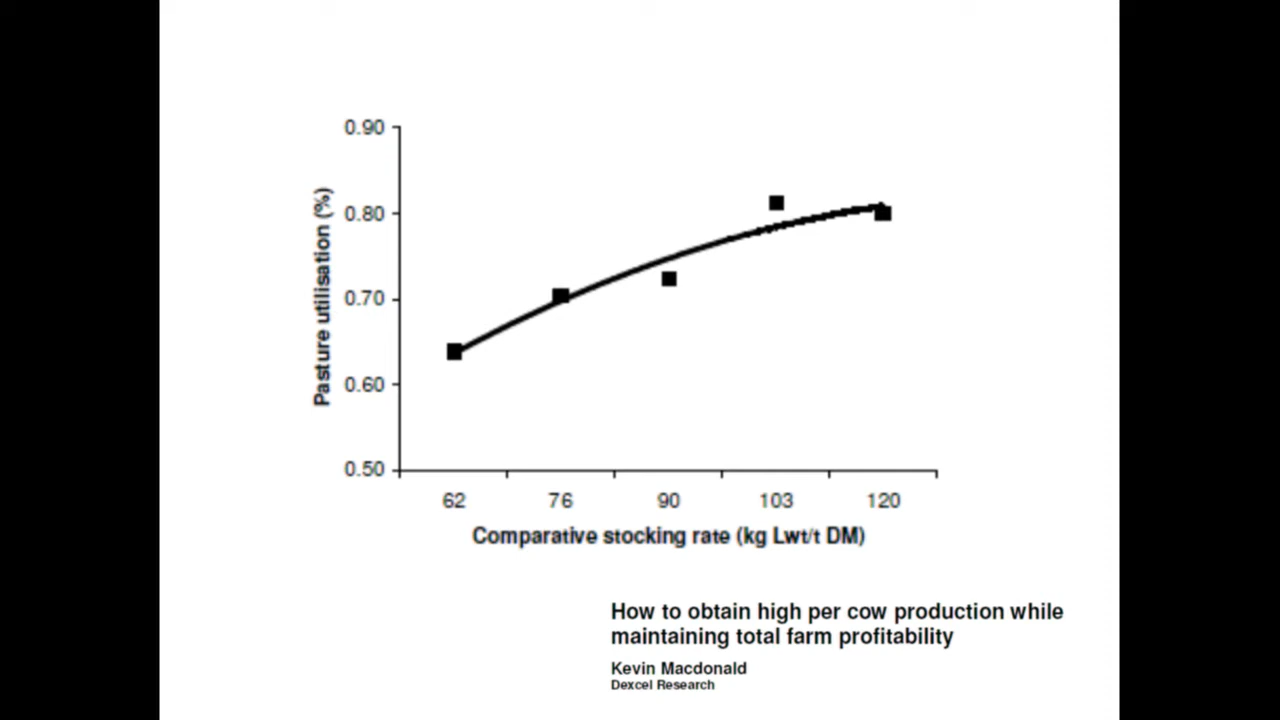 0.90
0.80
0.70
0.60
0.50
Pasture utilisation (%)
62 76 90 103 120
Comparative stocking rate (kg Lwt/t DM)
How to obtain high per cow production while
maintaining total farm profitability
Kevin Macdonald
Dexcel Research